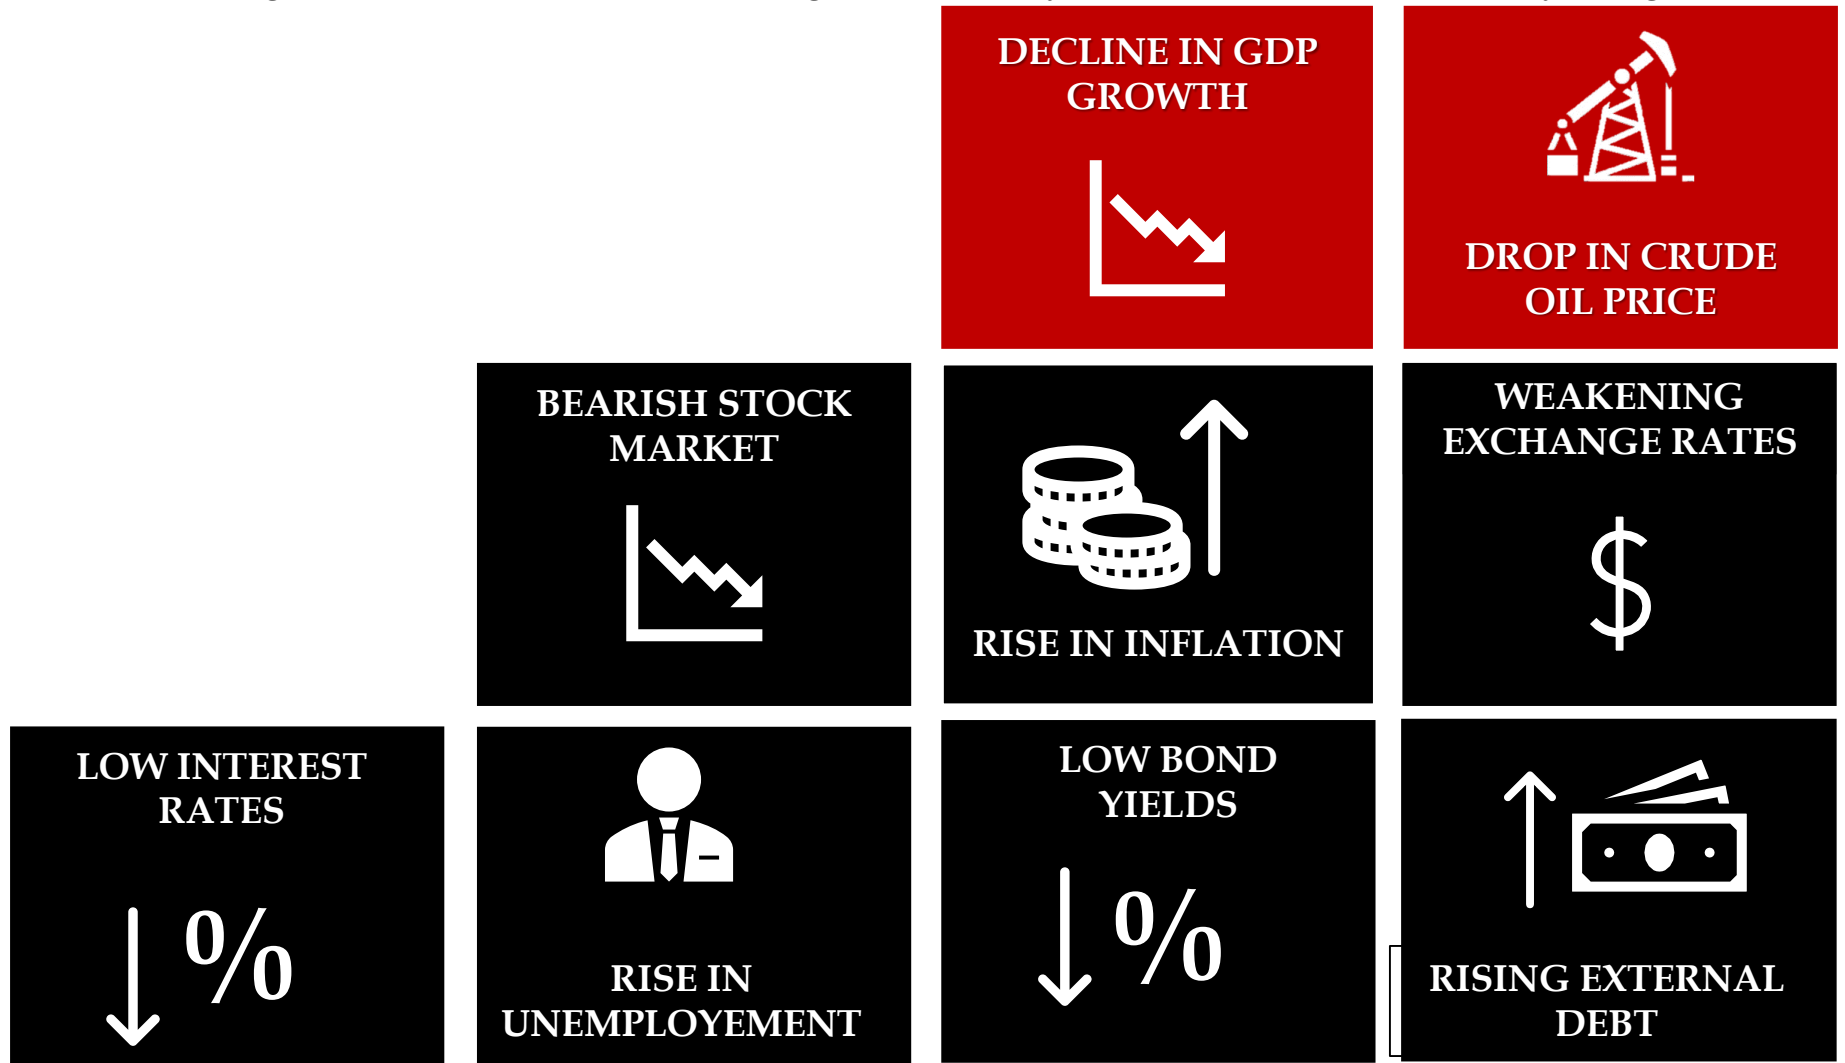 DECLINE IN GDP
GROWTH
DROP IN CRUDE
OIL PRICE
BEARISH STOCK
MARKET
RISE IN INFLATION
WEAKENING
EXCHANGE RATES
$
LOW INTEREST
RATES
%
RISE IN
UNEMPLOYEMENT
LOW BOND
YIELDS
%
RISING EXTERNAL
DEBT